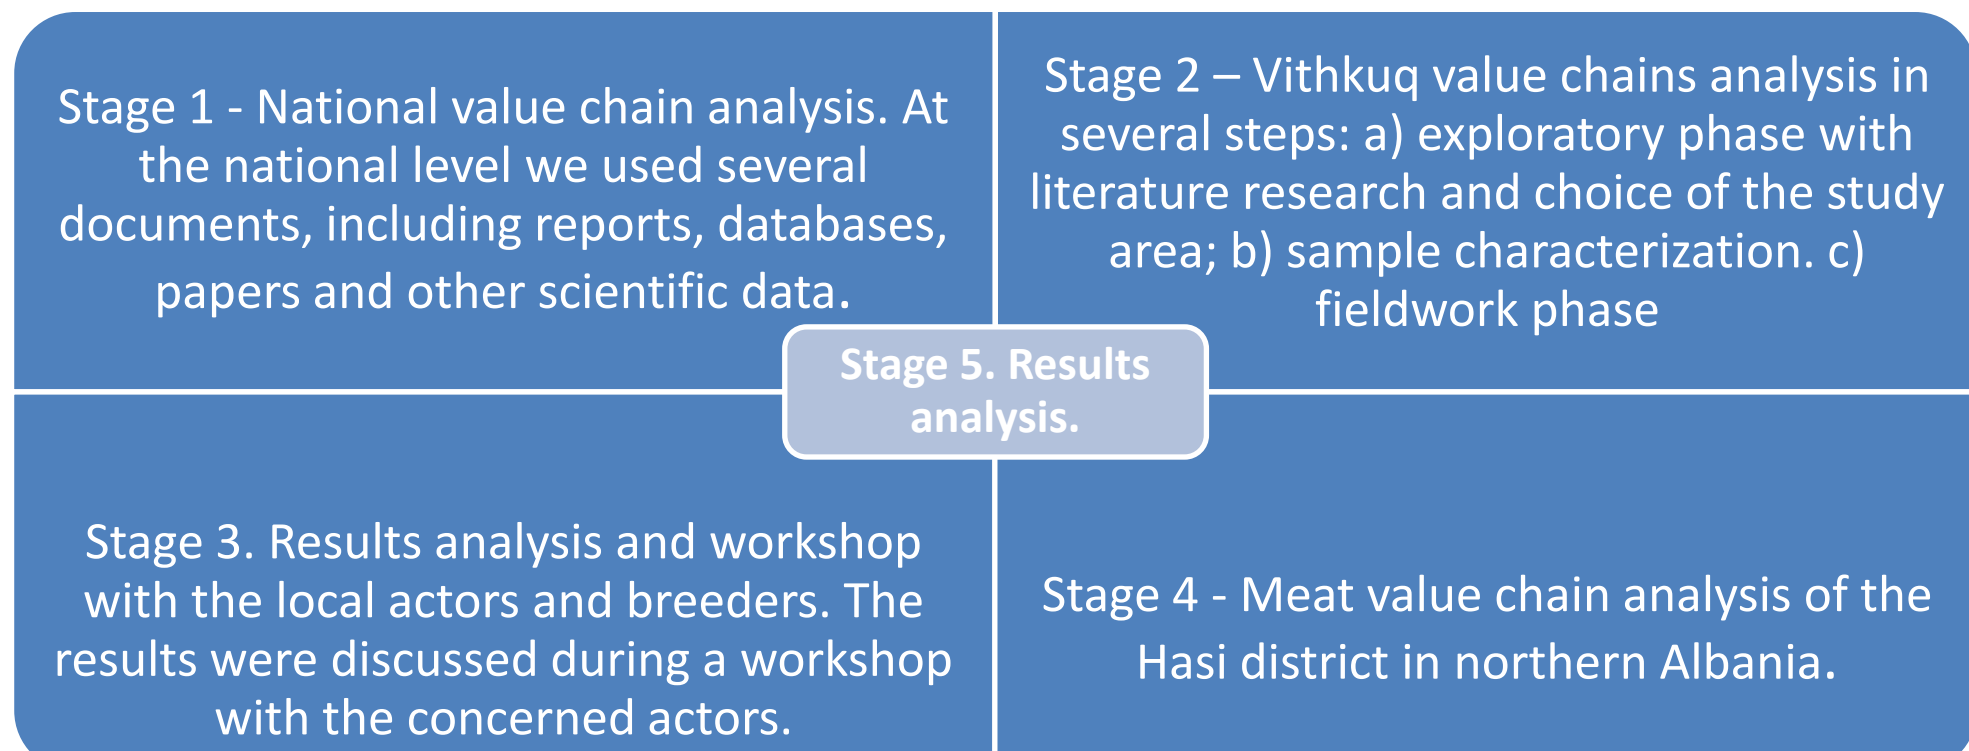 Stage 1 - National value chain analysis. At
the national level we used several
documents, including reports, databases,
papers and other scientific data.
Stage 2 – Vithkuq value chains analysis in
several steps: a) exploratory phase with
literature research and choice of the study
area; b) sample characterization. c)
fieldwork phase
Stage 5. Results
analysis.
Stage 3. Results analysis and workshop
with the local actors and breeders. The
results were discussed during a workshop
with the concerned actors.
Stage 4 - Meat value chain analysis of the
Hasi district in northern Albania.